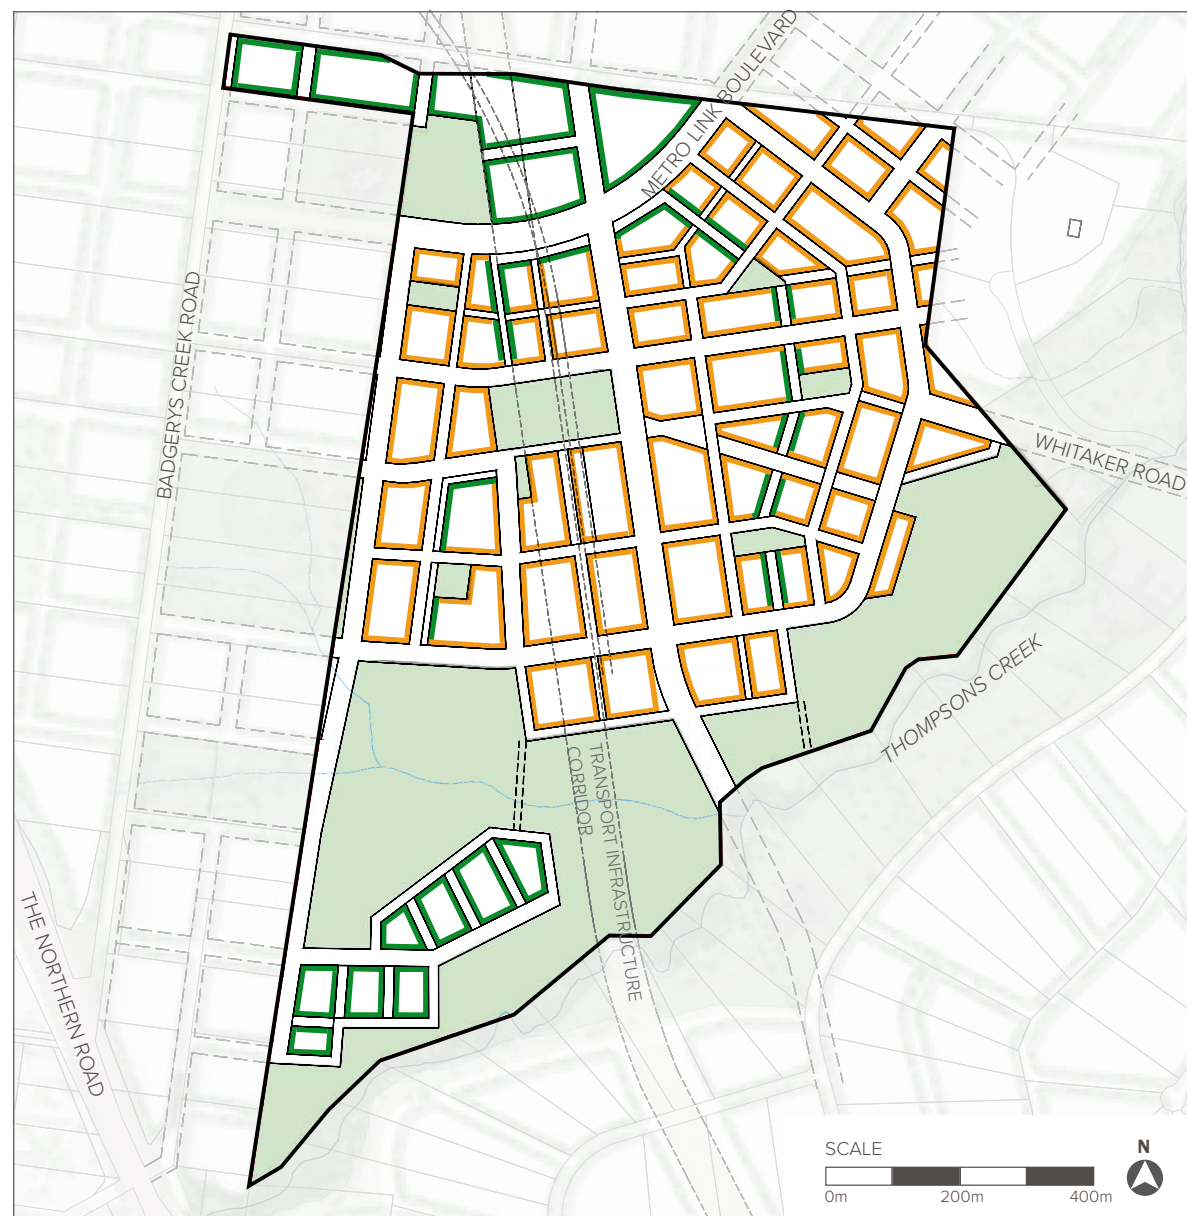 METRO LINK BOULEVARD
BADGERYS CREEK ROAD
WHITAKER ROAD
THOMPSONS CREEK
TRANSPORT INFRASTRUCTURE
CORRIDOR
THE NORTHERN ROAD
SCALE
N
0m 200m 400m